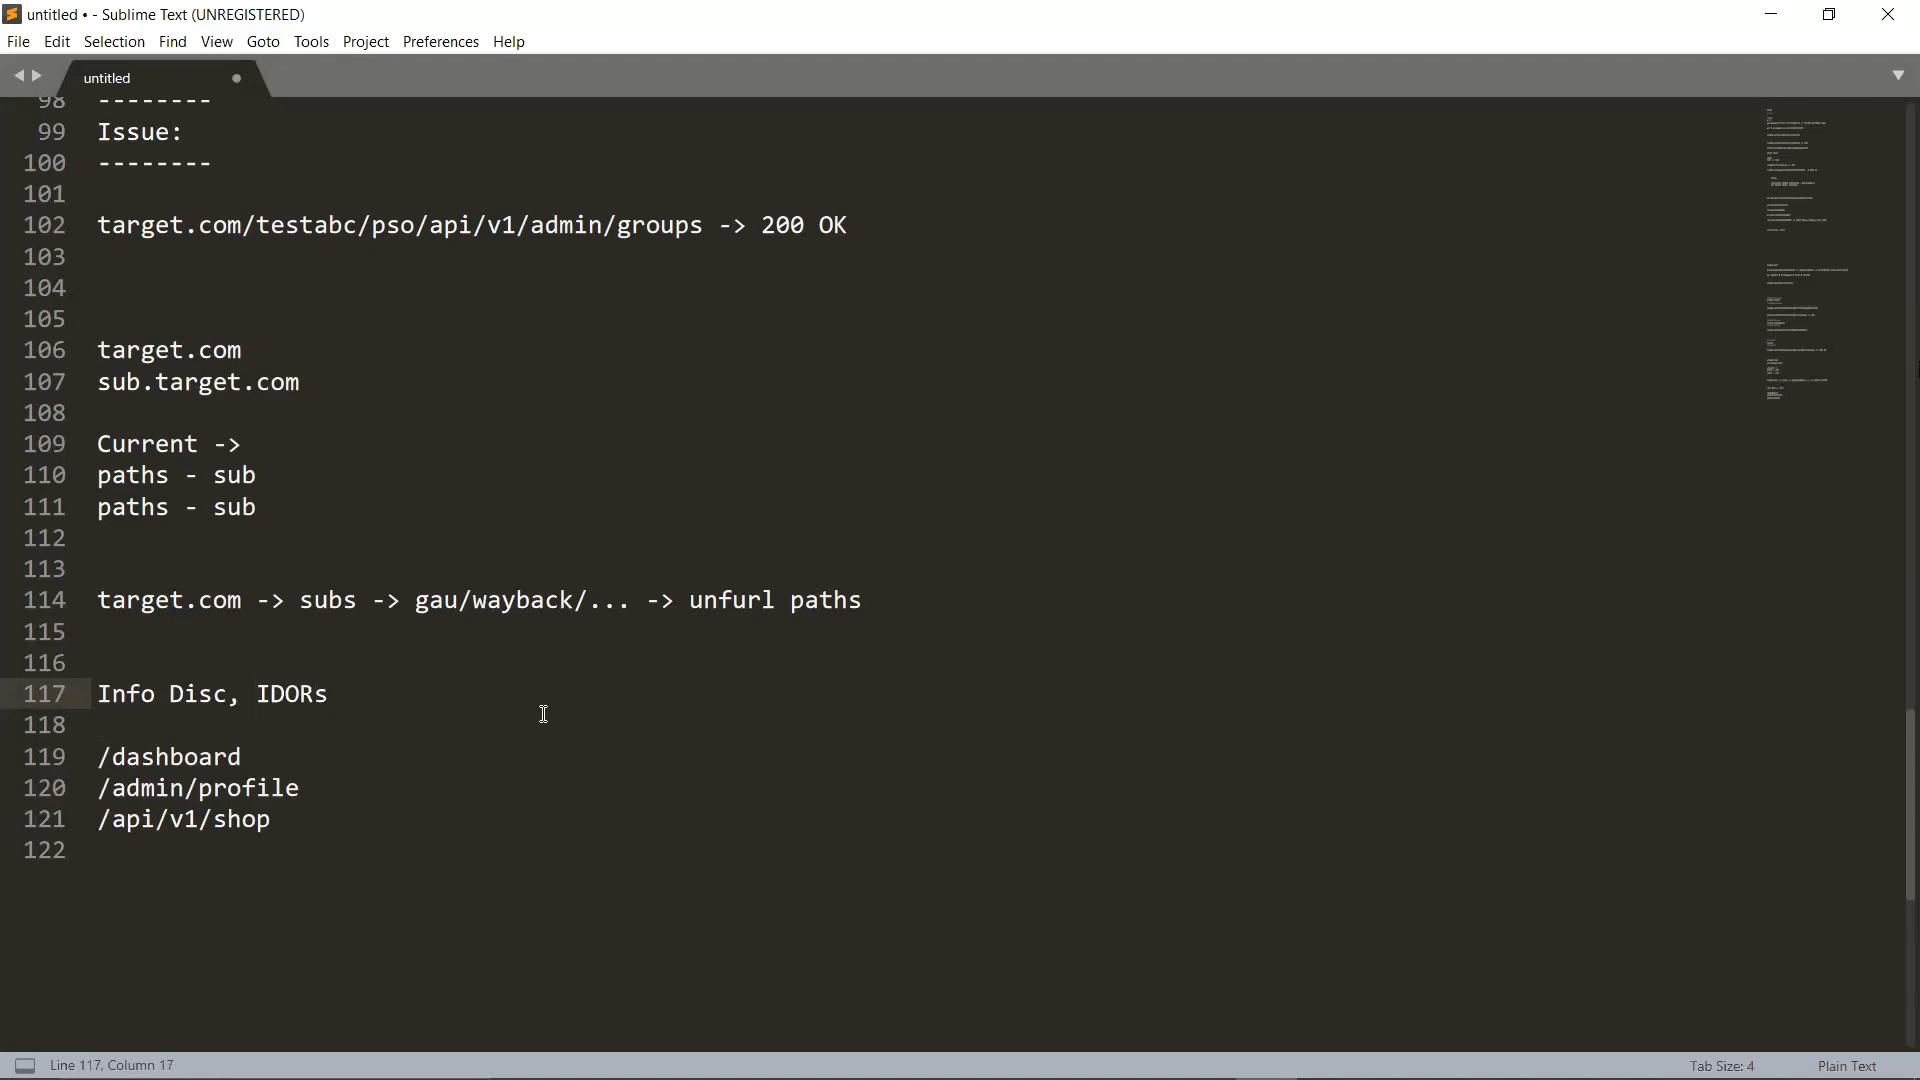 untitled • - Sublime Text (UNREGISTERED)
File Edit Selection Find View Goto Tools Project Preferences Help
untitled
98 --------
99 Issue:
100 --------
101
102 target.com/testabc/pso/api/v1/admin/groups -> 200 OK
103
104
105
106 target.com
107 sub.target.com
108
109 Current ->
110 paths - sub
111 paths - sub
112
113
114 target.com -> subs -> gau/wayback/... -> unfurl paths
115
116
117 Info Disc, IDORs
118
119 /dashboard
120 /admin/profile
121 /api/v1/shop
122
Line 117, Column 17 Tab Size: 4 Plain Text